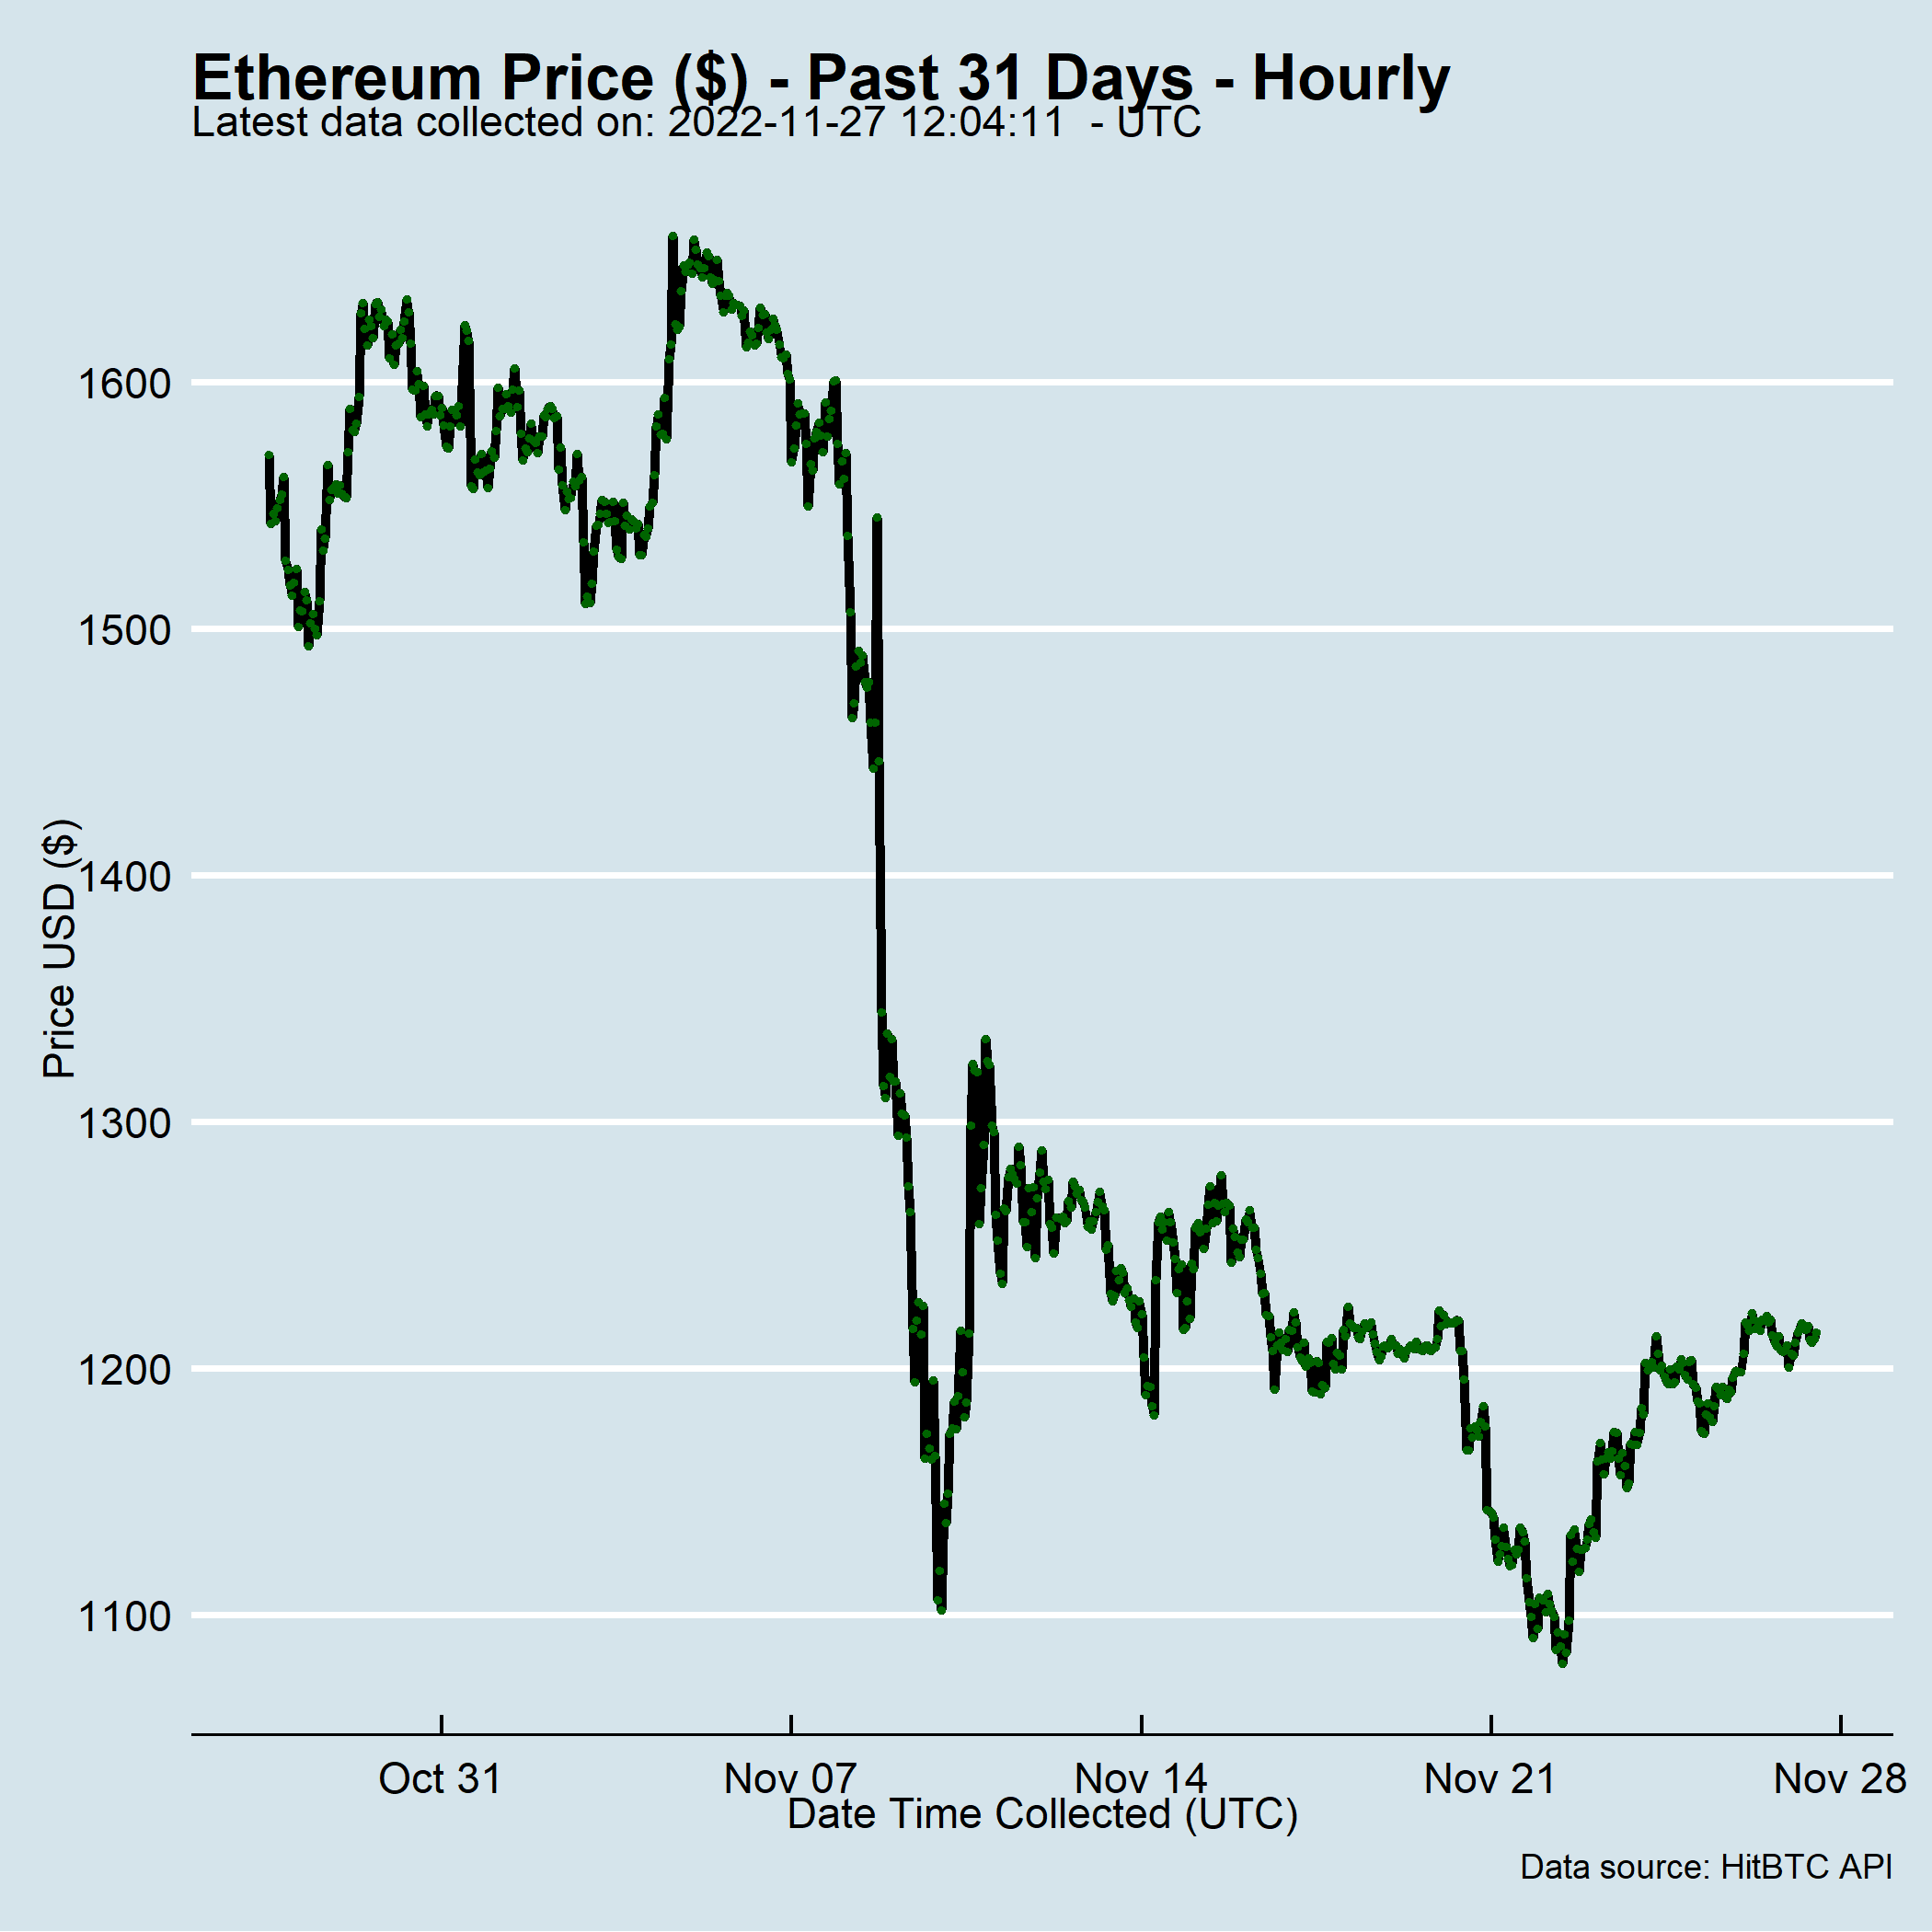 Ethereum Price ($) - Past 31 Days - Hourly
Latest data collected on: 2022-11-27 12:04:11  - UTC
Price USD ($)
1600
1500
1400
1300
1200
1100
Oct 31
Nov 07
Nov 14
Nov 21
Nov 28
Date Time Collected (UTC)
Data source: HitBTC API